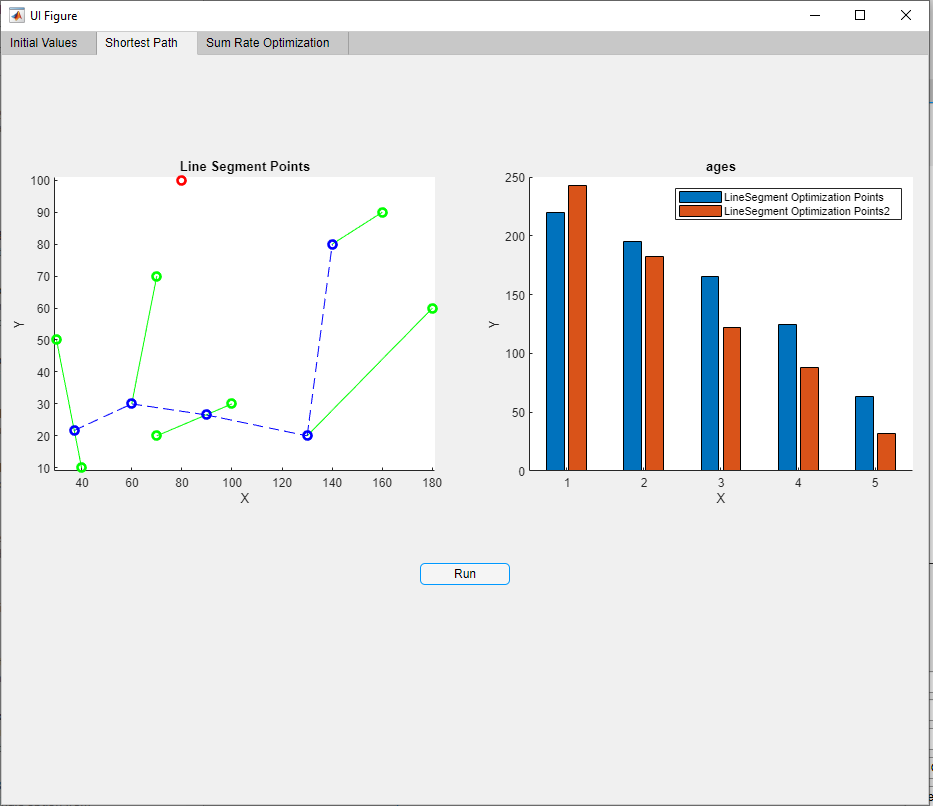 UI Figure
Initial Values Shortest Path Sum Rate Optimization
Line Segment Points
100
90
80
70
60
50
40
30
20
10
Y
40 60 80 100 120 140 160 180
X
ages
250
200
150
100
50
0
Y
LineSegment Optimization Points
LineSegment Optimization Points2
1 2 3 4 5
X
Run